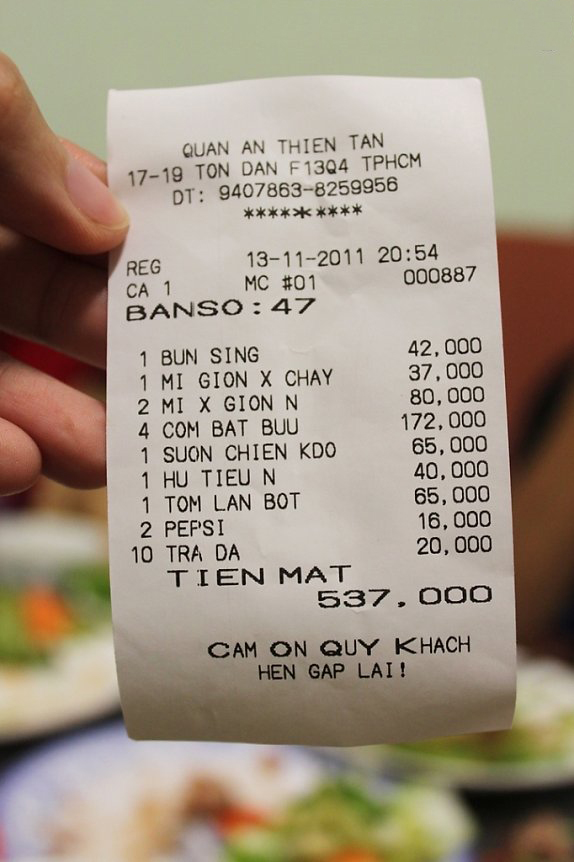 QUAN AN THIEN TAN
17-19 TON DAN F13Q4 TPHCM
DT: 9407863-8259956
*********
REG 13-11-2011 20:54
CA 1 MC #01 000887
BANSO:47
1 BUN SING 42,000
1 MI GION X CHAY 37,000
2 MI X GION N 80,000
4 COM BAT BUU 172,000
1 SUON CHIEN KDO 65,000
1 HU TIEU N 40,000
1 TOM LAN BOT 65,000
2 PEPSI 16,000
10 TRA DA 20,000
TIEN MAT
537.000
CAM ON QUY KHACH
HEN GAP LAI!